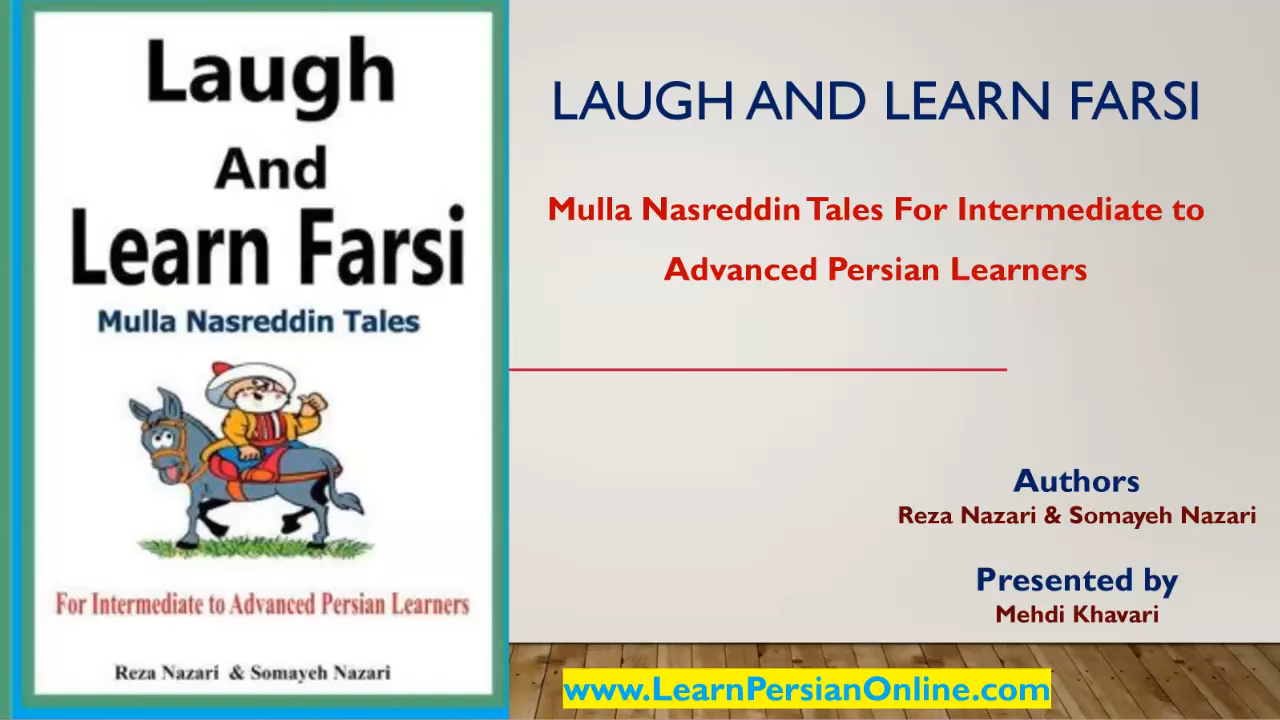 Laugh
And
Learn Farsi
Mulla Nasreddin Tales
For Intermediate to Advanced Persian Learners
Reza Nazari & Somayeh Nazari
LAUGH AND LEARN FARSI
Mulla Nasreddin Tales For Intermediate to
Advanced Persian Learners
Authors
Reza Nazari & Somayeh Nazari
Presented by
Mehdi Khavari
www.LearnPersianOnline.com